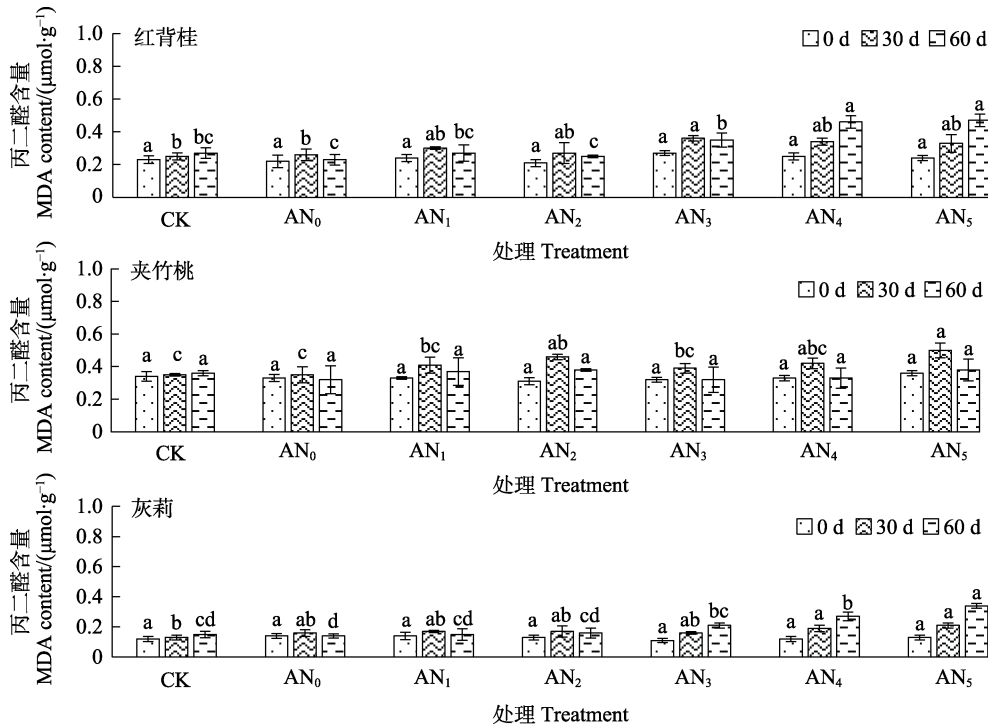 红背桂
0 d 30 d 60 d
丙二醛含量
MDA content/(μmol·g⁻¹)
1.0
0.8
0.6
0.4
0.2
0
a b bc a b c a ab bc a ab c a a b a ab a a ab a
CK AN₀ AN₁ AN₂ AN₃ AN₄ AN₅
处理 Treatment
夹竹桃
0 d 30 d 60 d
丙二醛含量
MDA content/(μmol·g⁻¹)
1.0
0.8
0.6
0.4
0.2
0
a c a a c a a bc a a ab a a bc a a abc a a a a
CK AN₀ AN₁ AN₂ AN₃ AN₄ AN₅
处理 Treatment
灰莉
0 d 30 d 60 d
丙二醛含量
MDA content/(μmol·g⁻¹)
1.0
0.8
0.6
0.4
0.2
0
a b cd a ab d a ab cd a ab cd a ab bc a a b a a a
CK AN₀ AN₁ AN₂ AN₃ AN₄ AN₅
处理 Treatment